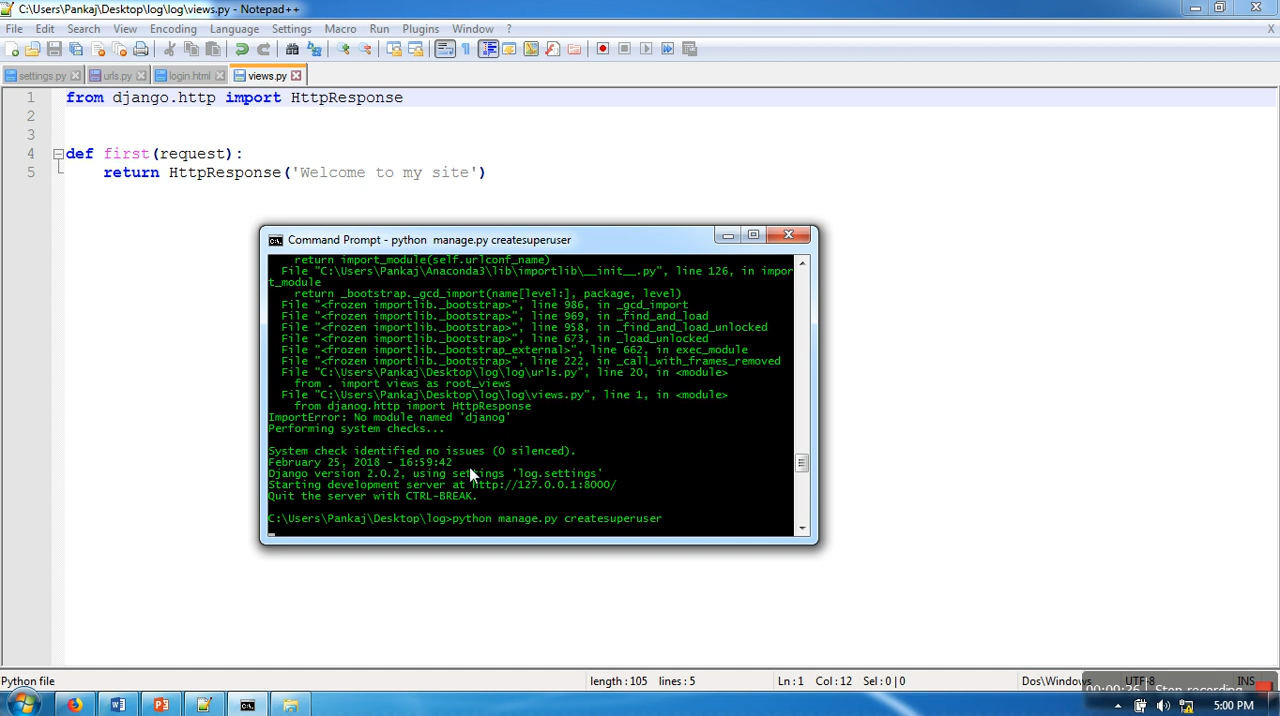 C:\Users\Pankaj\Desktop\log\log\views.py - Notepad++
File Edit Search View Encoding Language Settings Macro Run Plugins Window ? X
settings.py urls.py login.html views.py
1 from django.http import HttpResponse
2
3
4 def first(request):
5 return HttpResponse('Welcome to my site')
Command Prompt - python  manage.py createsuperuser
return import_module(self.urlconf_name)
File "C:\Users\Pankaj\Anaconda3\lib\importlib\__init__.py", line 126, in impor
t_module
return _bootstrap._gcd_import(name[level:], package, level)
File "<frozen importlib._bootstrap>", line 986, in _gcd_import
File "<frozen importlib._bootstrap>", line 969, in _find_and_load
File "<frozen importlib._bootstrap>", line 958, in _find_and_load_unlocked
File "<frozen importlib._bootstrap>", line 673, in _load_unlocked
File "<frozen importlib._bootstrap_external>", line 662, in exec_module
File "<frozen importlib._bootstrap>", line 222, in _call_with_frames_removed
File "C:\Users\Pankaj\Desktop\log\log\urls.py", line 20, in <module>
from . import views as root_views
File "C:\Users\Pankaj\Desktop\log\log\views.py", line 1, in <module>
from djnaog.http import HttpResponse
ImportError: No module named 'djanog'
Performing system checks...
System check identified no issues (0 silenced).
February 25, 2018 - 16:59:42
Django version 2.0.2, using settings 'log.settings'
Starting development server at http://127.0.0.1:8000/
Quit the server with CTRL-BREAK.
C:\Users\Pankaj\Desktop\log>python manage.py createsuperuser
Python file length : 105 lines : 5 Ln : 1 Col : 12 Sel : 0 | 0 Dos\Windows UTF-8 INS
00:09:26 Stop recording
5:00 PM